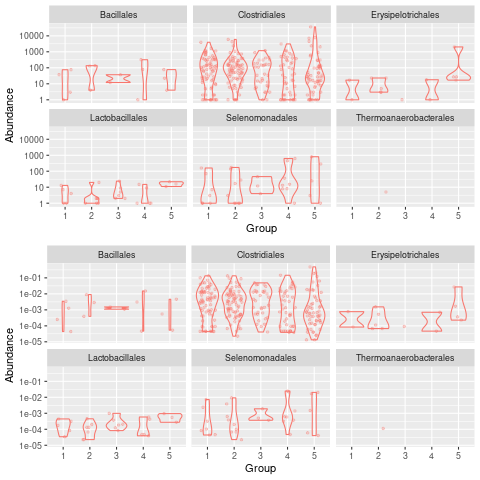 Bacillales Clostridiales Erysipelotrichales
10000
1000
100
10
1
Abundance
Lactobacillales Selenomonadales Thermoanaerobacterales
10000
1000
100
10
1
1 2 3 4 5 1 2 3 4 5 1 2 3 4 5
Group
Bacillales Clostridiales Erysipelotrichales
1e-01
1e-02
1e-03
1e-04
1e-05
Abundance
Lactobacillales Selenomonadales Thermoanaerobacterales
1e-01
1e-02
1e-03
1e-04
1e-05
1 2 3 4 5 1 2 3 4 5 1 2 3 4 5
Group